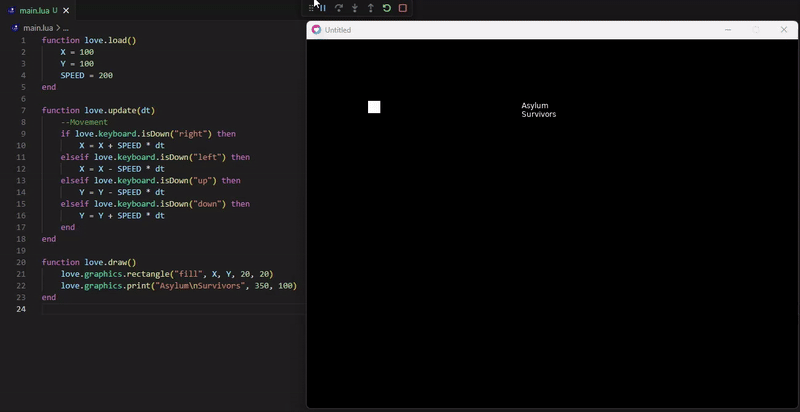 main.lua U
main.lua > ...
1 function love.load()
2 X = 100
3 Y = 100
4 SPEED = 200
5 end
6
7 function love.update(dt)
8 --Movement
9 if love.keyboard.isDown("right") then
10 X = X + SPEED * dt
11 elseif love.keyboard.isDown("left") then
12 X = X - SPEED * dt
13 elseif love.keyboard.isDown("up") then
14 Y = Y - SPEED * dt
15 elseif love.keyboard.isDown("down") then
16 Y = Y + SPEED * dt
17 end
18 end
19
20 function love.draw()
21 love.graphics.rectangle("fill", X, Y, 20, 20)
22 love.graphics.print("Asylum\nSurvivors", 350, 100)
23 end
24
Untitled
Asylum
Survivors